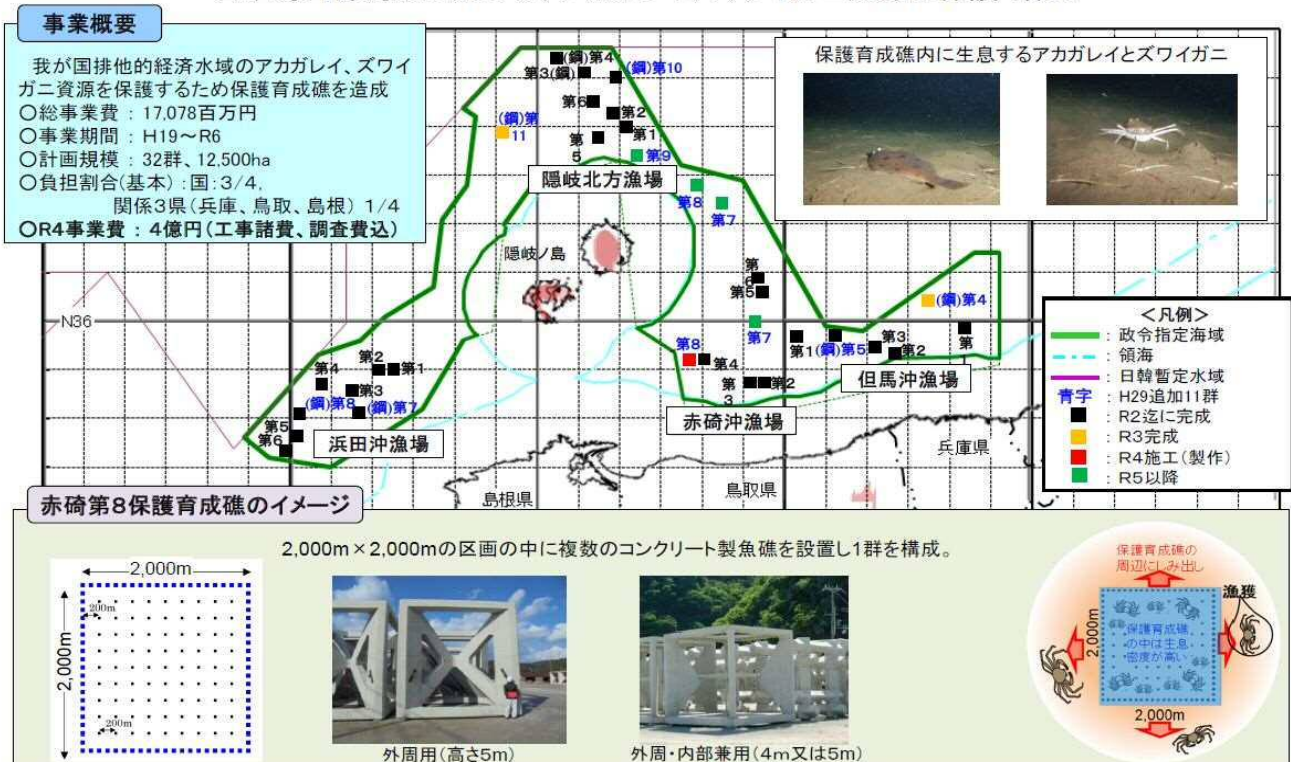 事業概要
我が国排他的経済水域のアカガレイ、ズワイ
ガニ資源を保護するため保護育成礁を造成
○総事業費：17,078百万円
○事業期間：H19～R6
○計画規模：32群、12,500ha
○負担割合(基本)：国：3/4,
関係3県(兵庫、鳥取、島根) 1/4
○R4事業費：4億円(工事諸費、調査費込)
保護育成礁内に生息するアカガレイとズワイガニ
(鋼)第4
第3(鋼)
(鋼)第10
第6
第2
(鋼)第
11
第1
第
5
第9
隠岐北方漁場
第8
第7
隠岐ノ島
第
6
第5
(鋼)第4
N36
第7
第1
(鋼)第5
第3
第2
第
1
第8
第4
第
3
第2
但馬沖漁場
赤碕沖漁場
第2
第1
第4
第3
(鋼)第8
(鋼)第7
第5
第6
浜田沖漁場
島根県
鳥取県
兵庫県
＜凡例＞
：政令指定海域
：領海
：日韓暫定水域
青字：H29追加11群
：R2迄に完成
：R3完成
：R4施工(製作)
：R5以降
赤碕第8保護育成礁のイメージ
2,000m×2,000mの区画の中に複数のコンクリート製魚礁を設置し1群を構成。
2,000m
200m
2,000m
200m
外周用(高さ5m)
外周・内部兼用(4m又は5m)
保護育成礁の
周辺にしみ出し
漁獲
2,000m
保護育成礁
の中は生息
密度が高い
2,000m